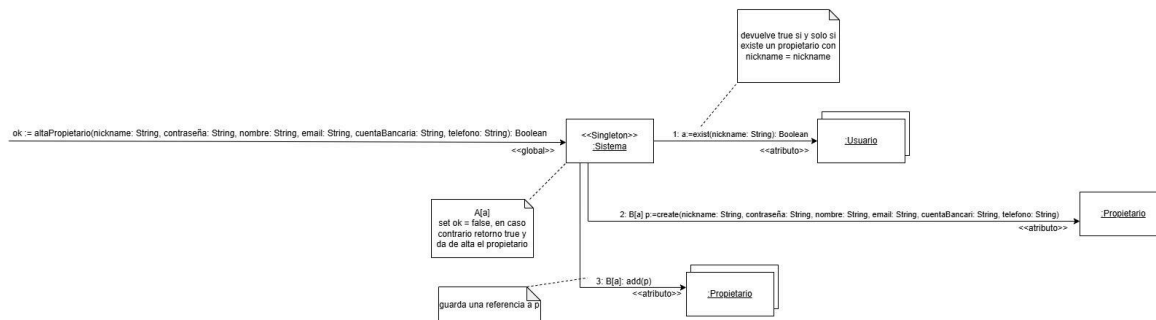 devuelve true si y solo si
existe un propietario con
nickname = nickname
ok := altaPropietario(nickname: String, contraseña: String, nombre: String, email: String, cuentaBancaria: String, telefono: String): Boolean
<<global>>
<<Singleton>>
:Sistema
1: a:=exist(nickname: String): Boolean
<<atributo>>
:Usuario
A[a]
set ok = false, en caso
contrario retorno true y
da de alta el propietario
2: B[a] p:=create(nickname: String, contraseña: String, nombre: String, email: String, cuentaBancari: String, telefono: String)
<<atributo>>
:Propietario
3: B[a]: add(p)
<<atributo>>
:Propietario
guarda una referencia a p